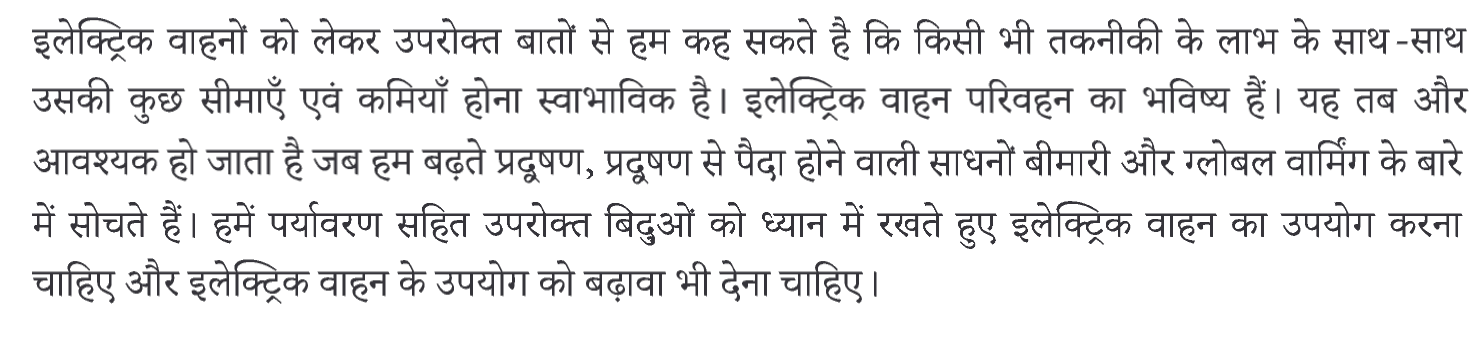 इलेक्ट्रिक वाहनों को लेकर उपरोक्त बातों से हम कह सकते है कि किसी भी तकनीकी के लाभ के साथ-साथ
उसकी कुछ सीमाएँ एवं कमियाँ होना स्वाभाविक है। इलेक्ट्रिक वाहन परिवहन का भविष्य हैं। यह तब और
आवश्यक हो जाता है जब हम बढ़ते प्रदूषण, प्रदूषण से पैदा होने वाली साधनों बीमारी और ग्लोबल वार्मिंग के बारे
में सोचते हैं। हमें पर्यावरण सहित उपरोक्त बिदुओं को ध्यान में रखते हुए इलेक्ट्रिक वाहन का उपयोग करना
चाहिए और इलेक्ट्रिक वाहन के उपयोग को बढ़ावा भी देना चाहिए।